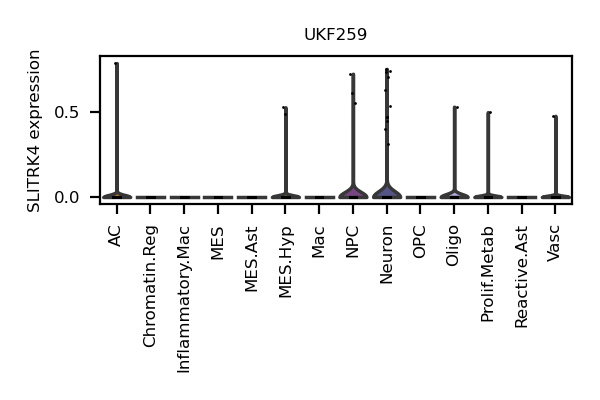 UKF259
SLITRK4 expression
0.5
0.0
AC
Chromatin.Reg
Inflammatory.Mac
MES
MES.Ast
MES.Hyp
Mac
NPC
Neuron
OPC
Oligo
Prolif.Metab
Reactive.Ast
Vasc